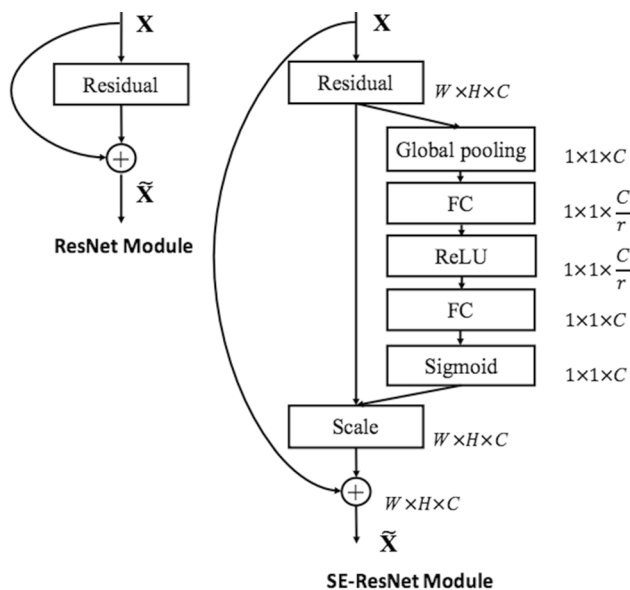 X
Residual
+
X̃
ResNet Module
X
Residual
W×H×C
Global pooling
1×1×C
FC
1×1×C/r
ReLU
1×1×C/r
FC
1×1×C
Sigmoid
1×1×C
Scale
W×H×C
+
W×H×C
X̃
SE-ResNet Module